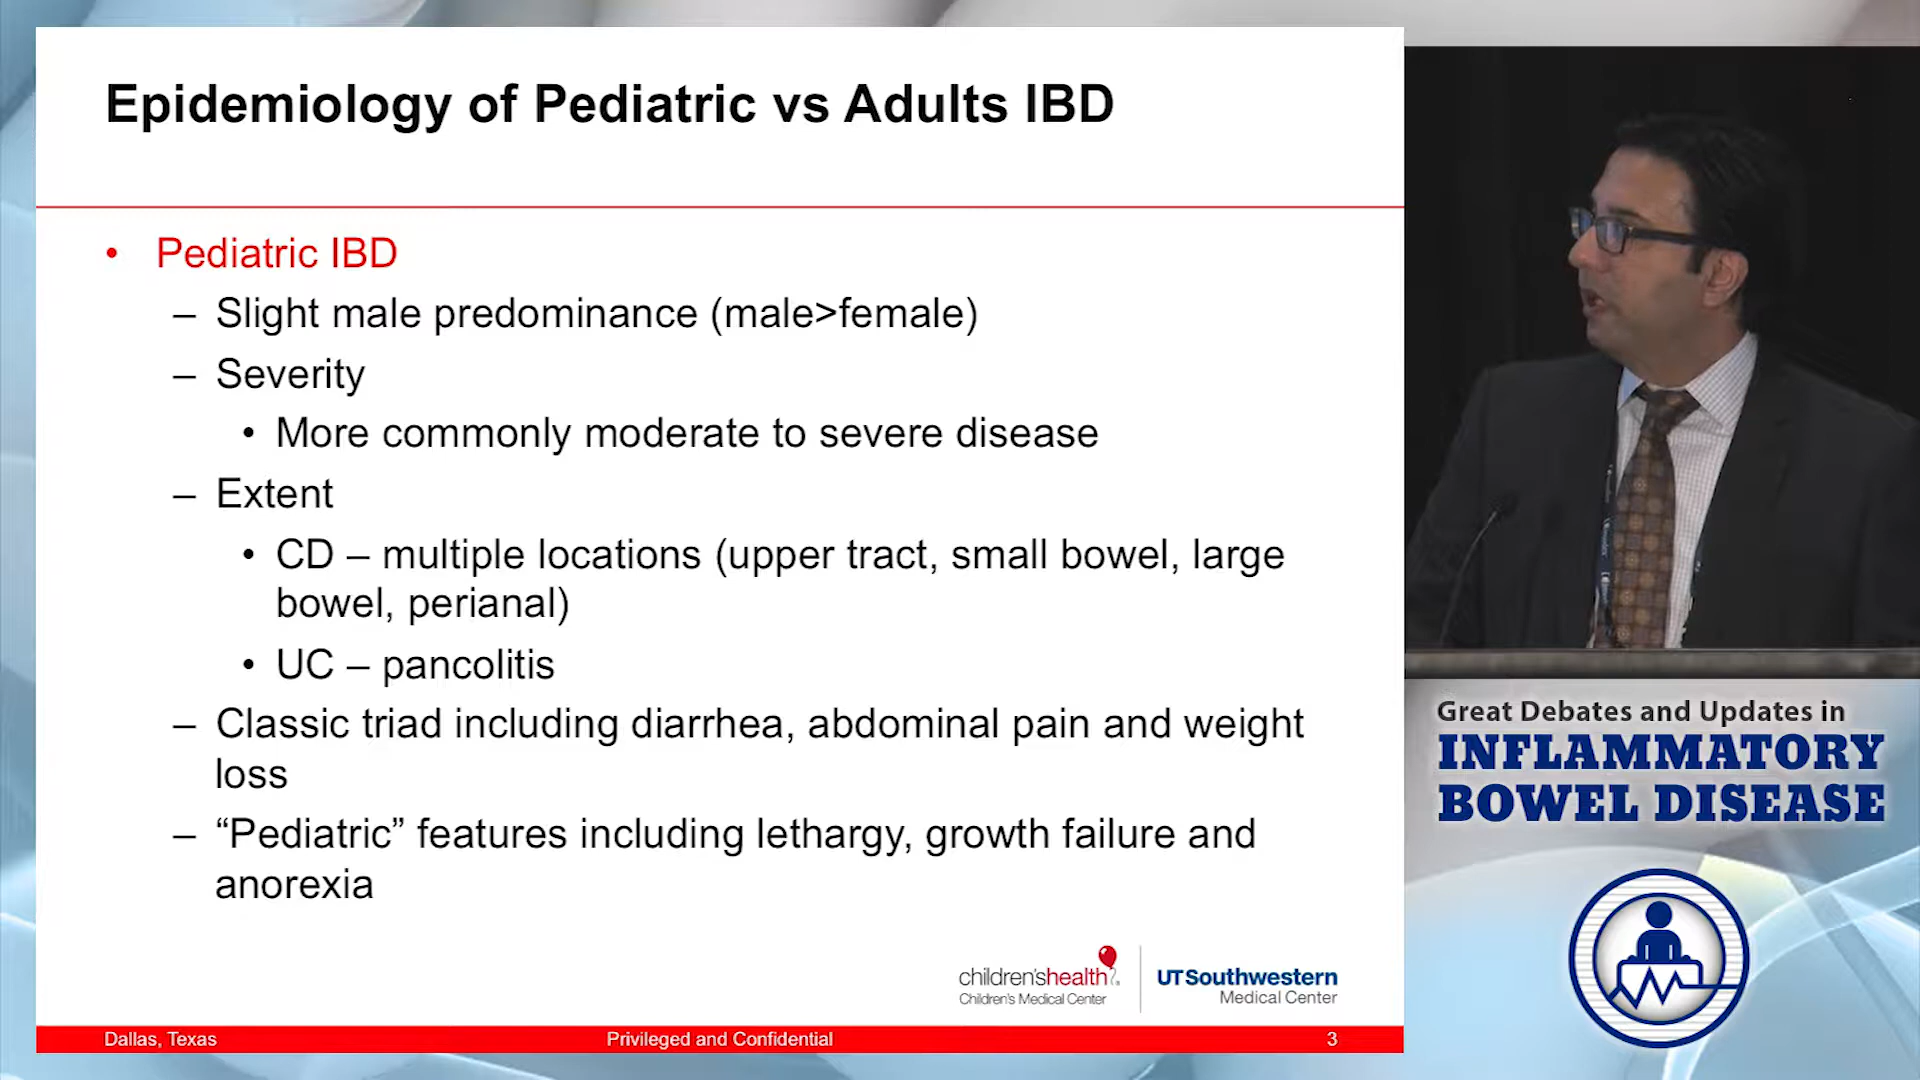 Epidemiology of Pediatric vs Adults IBD
• Pediatric IBD
– Slight male predominance (male>female)
– Severity
• More commonly moderate to severe disease
– Extent
• CD – multiple locations (upper tract, small bowel, large
bowel, perianal)
• UC – pancolitis
– Classic triad including diarrhea, abdominal pain and weight
loss
– “Pediatric” features including lethargy, growth failure and
anorexia
children'shealth
Children's Medical Center
UTSouthwestern
Medical Center
Dallas, Texas
Privileged and Confidential
3
Great Debates and Updates in
INFLAMMATORY
BOWEL DISEASE